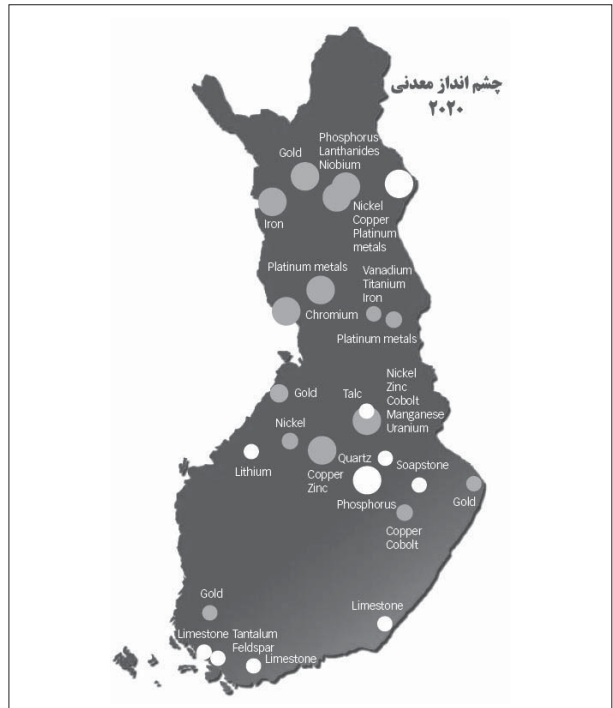 چشم انداز معدنی
۲۰۲۰
Phosphorus
Gold
Lanthanides
Niobium
Nickel
Copper
Platinum
metals
Iron
Platinum metals
Vanadium
Titanium
Iron
Chromium
Platinum metals
Nickel
Zinc
Cobolt
Manganese
Uranium
Talc
Gold
Nickel
Lithium
Copper
Zinc
Quartz
Soapstone
Phosphorus
Gold
Copper
Cobolt
Gold
Limestone
Limestone
Tantalum
Feldspar
Limestone